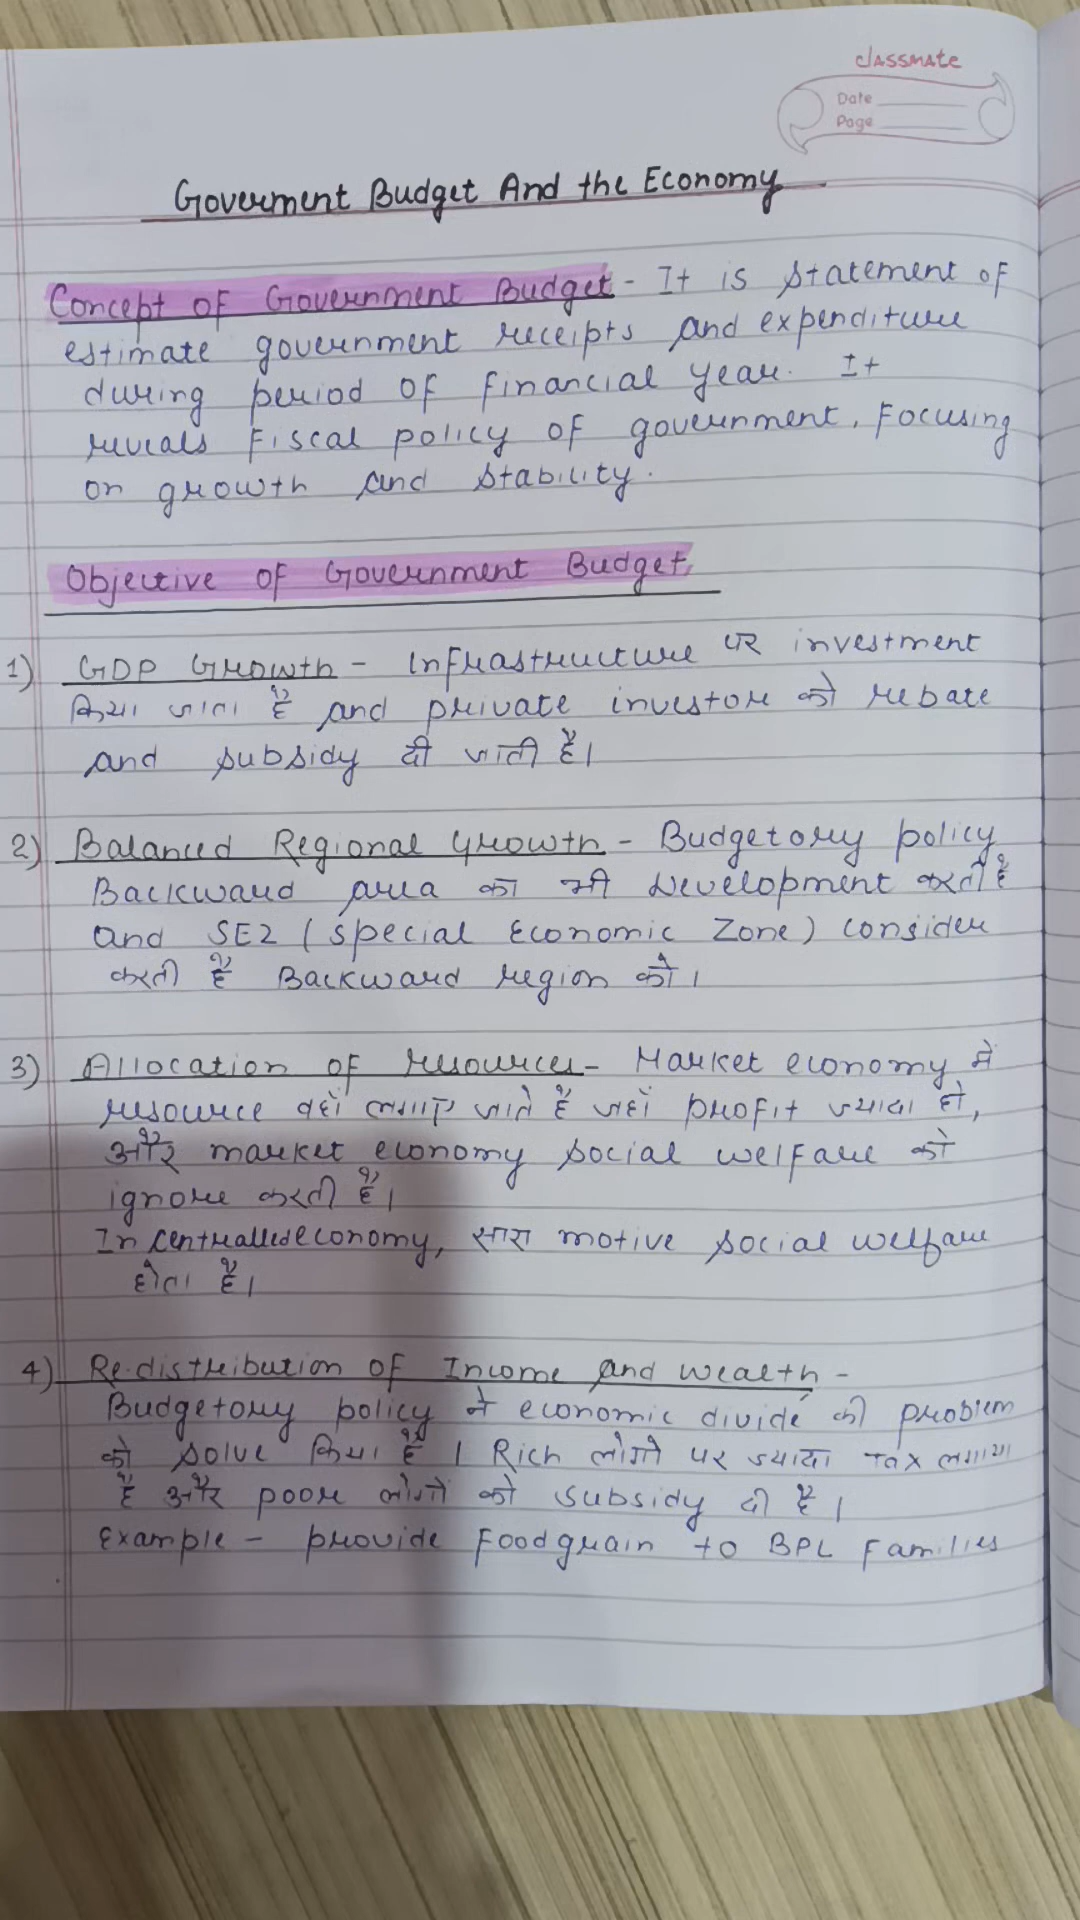 classmate
Date
Page
Goverment Budget And the Economy
Concept of Government Budget - It is statement of
estimate government receipts and expenditure
during period of financial year. It
reveals fiscal policy of government, focusing
on growth and stability.
Objective of Government Budget,
1) GDP Growth - Infrastructure पर investment
किया जाता है and private investor को rebate
and subsidy दी जाती है।
2) Balanced Regional Growth - Budgetory policy
Backward area का भी development करती है
and SEZ (special Economic Zone) consider
करती है Backward region को।
3) Allocation of resources - Market economy मे
resource वहाँ लगाए जाते है जहाँ profit ज्यादा हो,
और market economy social welfare को
ignore करती है।
In centralled economy, सारा motive social welfare
होता है।
4) Re-distribution of Income and Wealth -
Budgetory policy ने economic divide की problem
को solve किया है। Rich लोगो पर ज्यादा tax लगाया
है और poor लोगो को subsidy दी है।
Example - provide foodgrain to BPL families